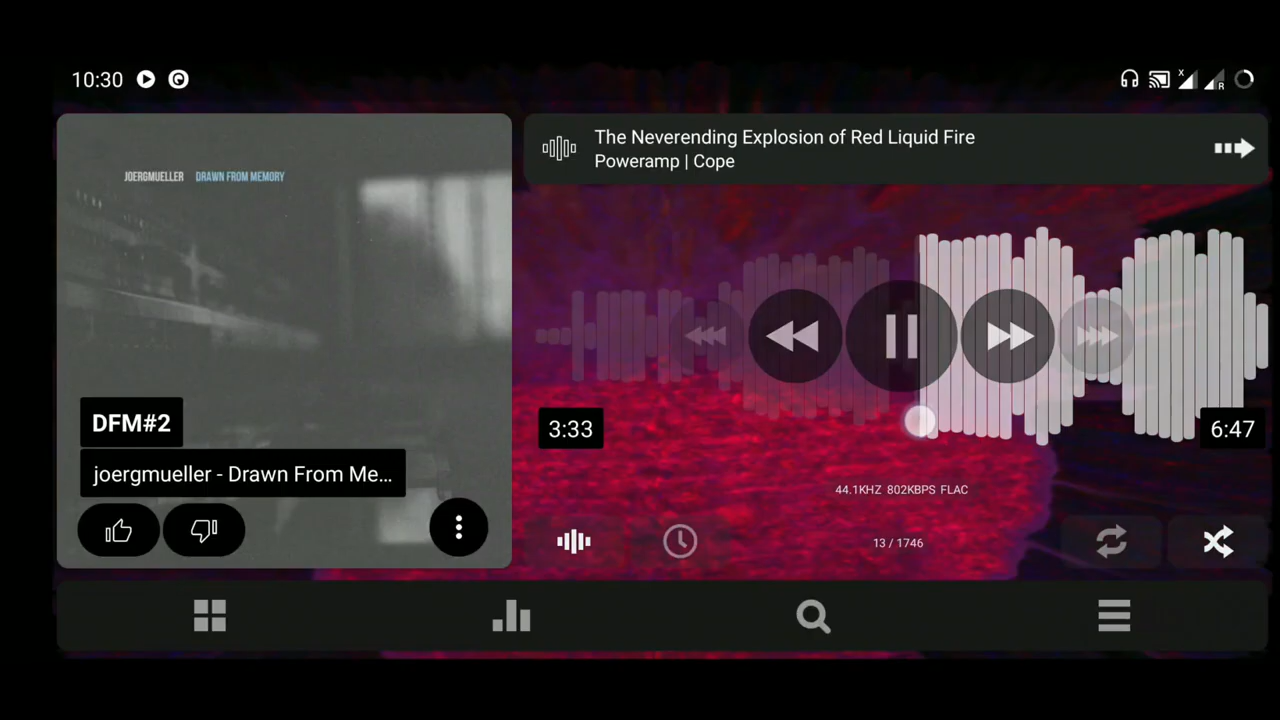 10:30
JOERGMUELLER DRAWN FROM MEMORY
DFM#2
joergmueller - Drawn From Me...
The Neverending Explosion of Red Liquid Fire
Poweramp | Cope
3:33
6:47
44.1KHZ 802KBPS FLAC
13 / 1746
X
R